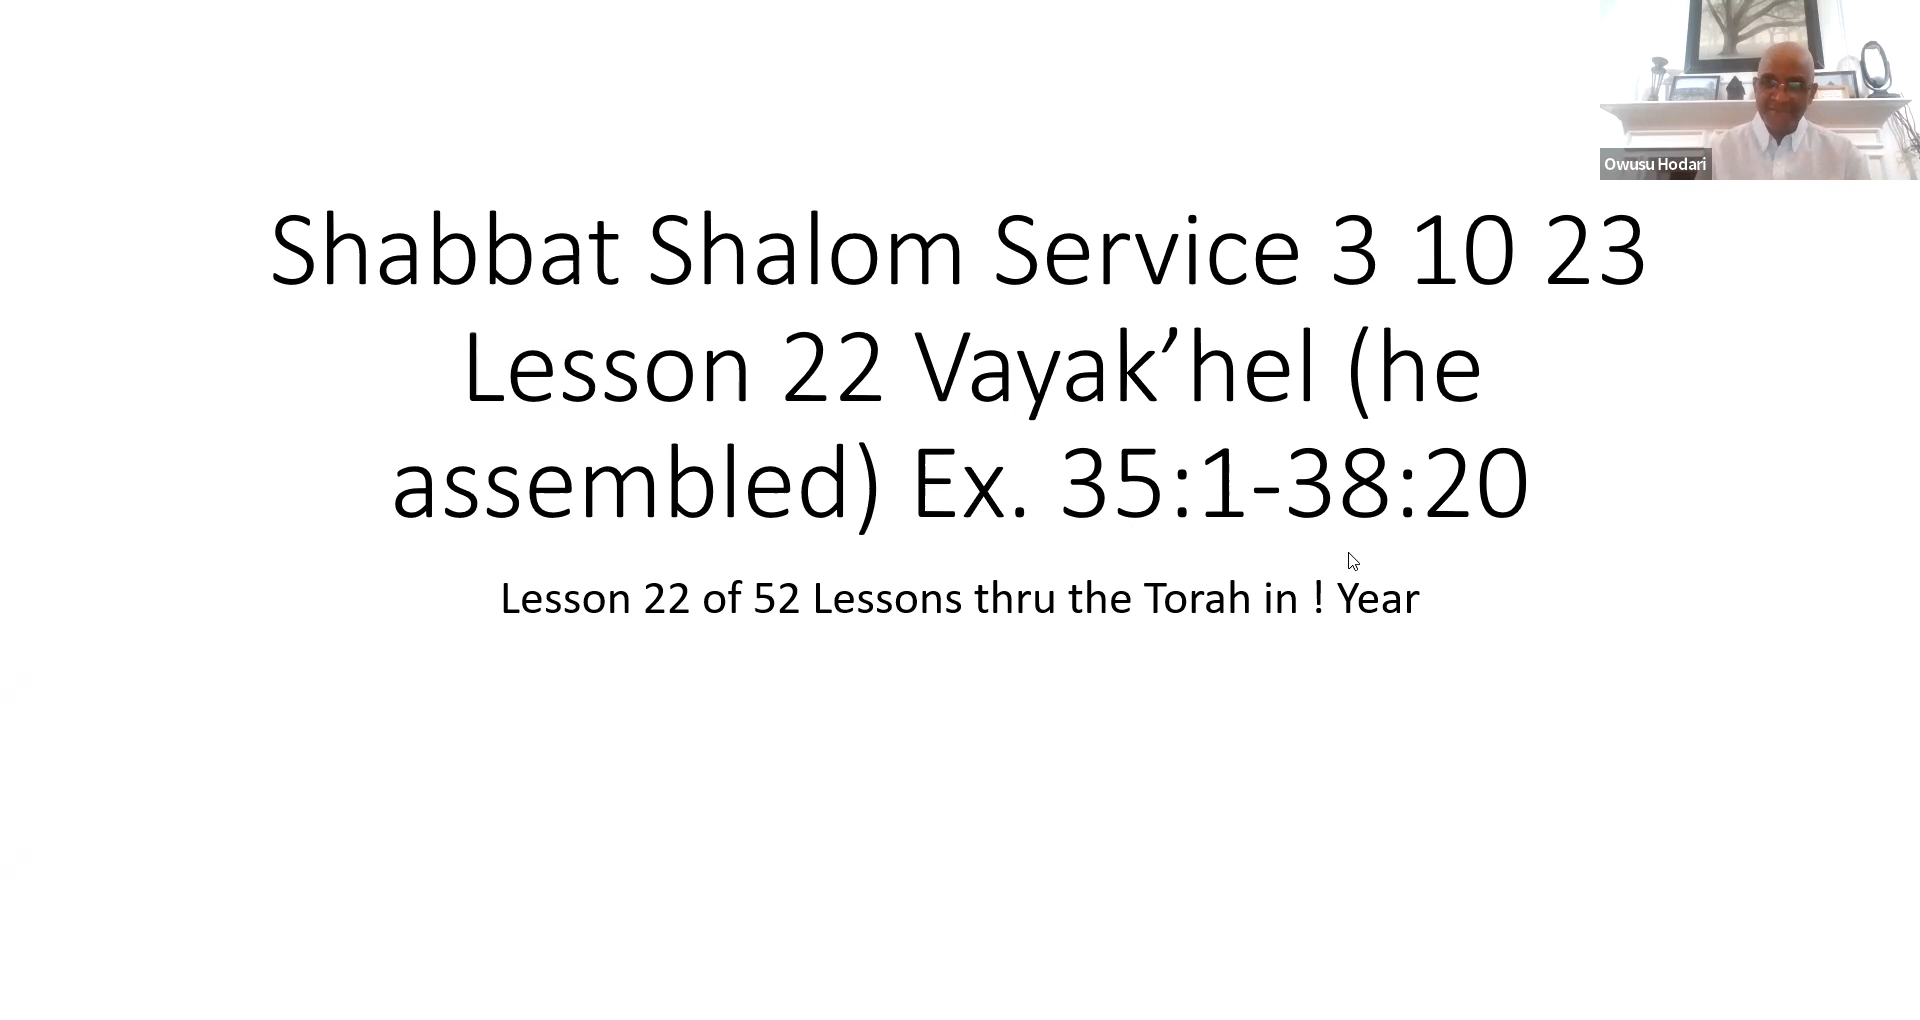 Owusu Hodari
Shabbat Shalom Service 3 10 23
Lesson 22 Vayak’hel (he
assembled) Ex. 35:1-38:20
Lesson 22 of 52 Lessons thru the Torah in ! Year